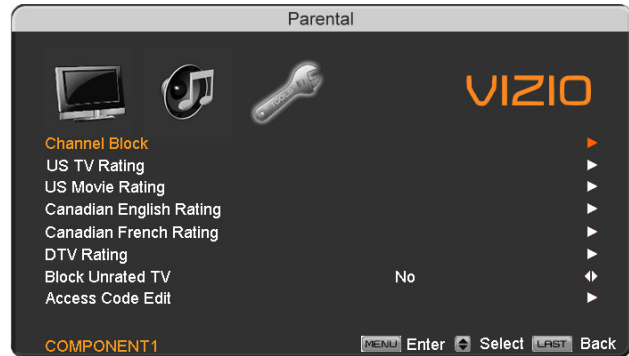 Parental
TOOLS
VIZIO
Channel Block
US TV Rating
US Movie Rating
Canadian English Rating
Canadian French Rating
DTV Rating
Block Unrated TV No
Access Code Edit
COMPONENT1 MENU Enter Select LAST Back